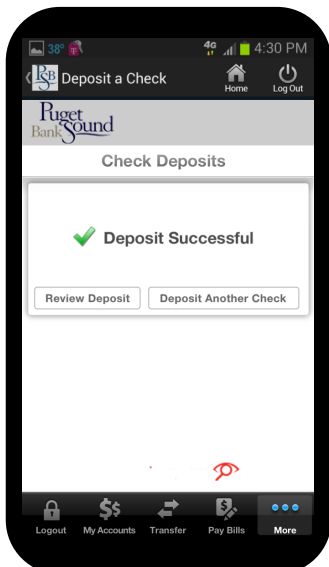 38° 4G 4:30 PM
PSB Deposit a Check Home Log Out
Puget
Bank Sound
Check Deposits
Deposit Successful
Review Deposit Deposit Another Check
Logout My Accounts Transfer Pay Bills More